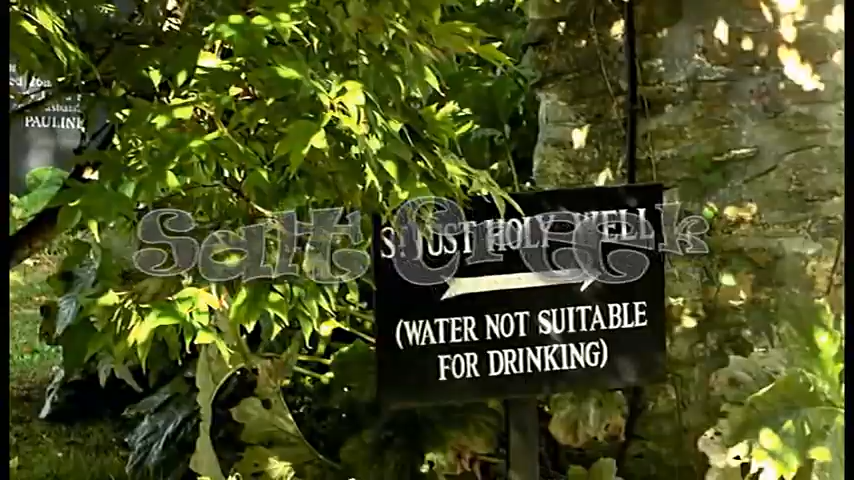 PAULINE
Salt Creek
ST JUST HOLY WELL
(WATER NOT SUITABLE
FOR DRINKING)